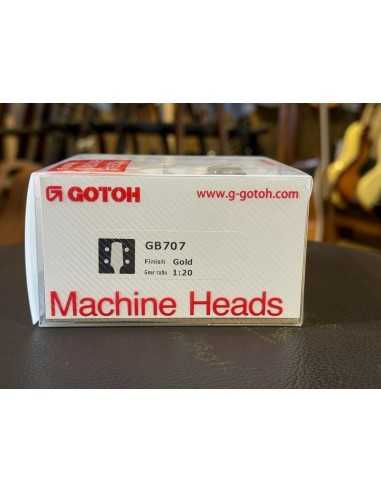 GOTOH
www.g-gotoh.com
GB707
Finish Gold
Gear ratio 1:20
Machine Heads